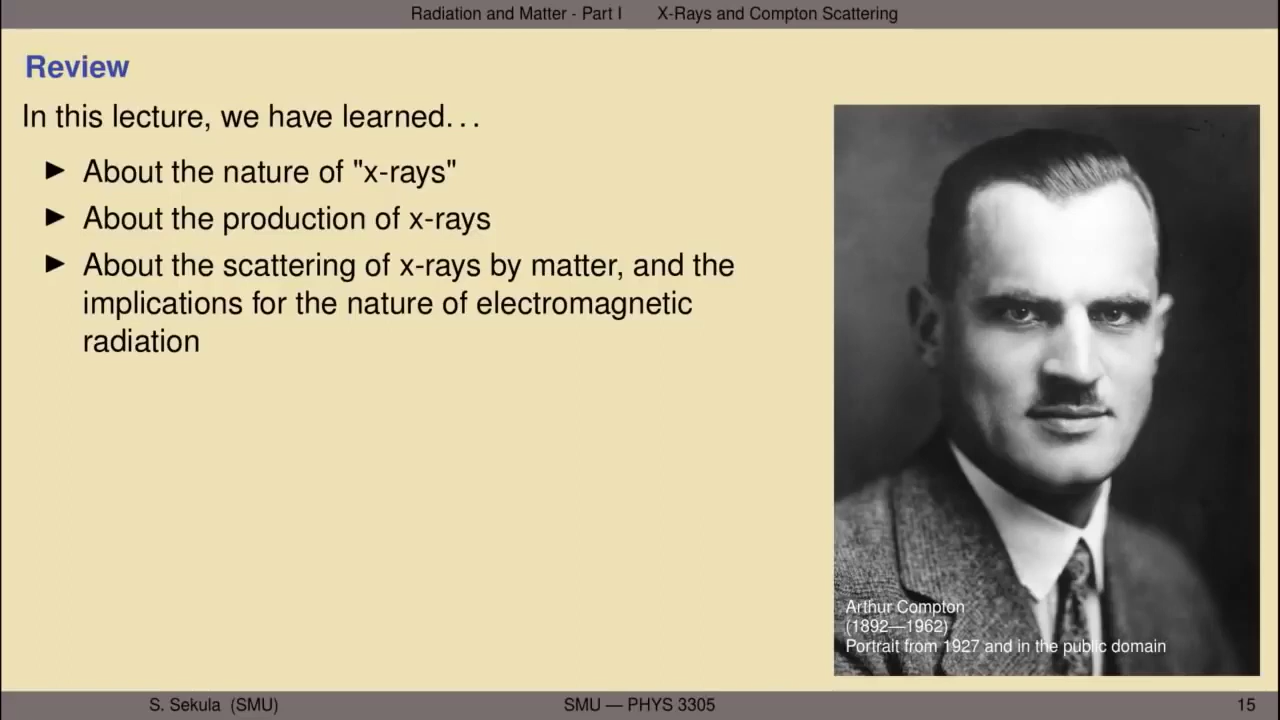 Radiation and Matter - Part I X-Rays and Compton Scattering
Review
In this lecture, we have learned. . .
► About the nature of "x-rays"
► About the production of x-rays
► About the scattering of x-rays by matter, and the
implications for the nature of electromagnetic
radiation
Arthur Compton
(1892—1962)
Portrait from 1927 and in the public domain
S. Sekula (SMU) SMU — PHYS 3305 15